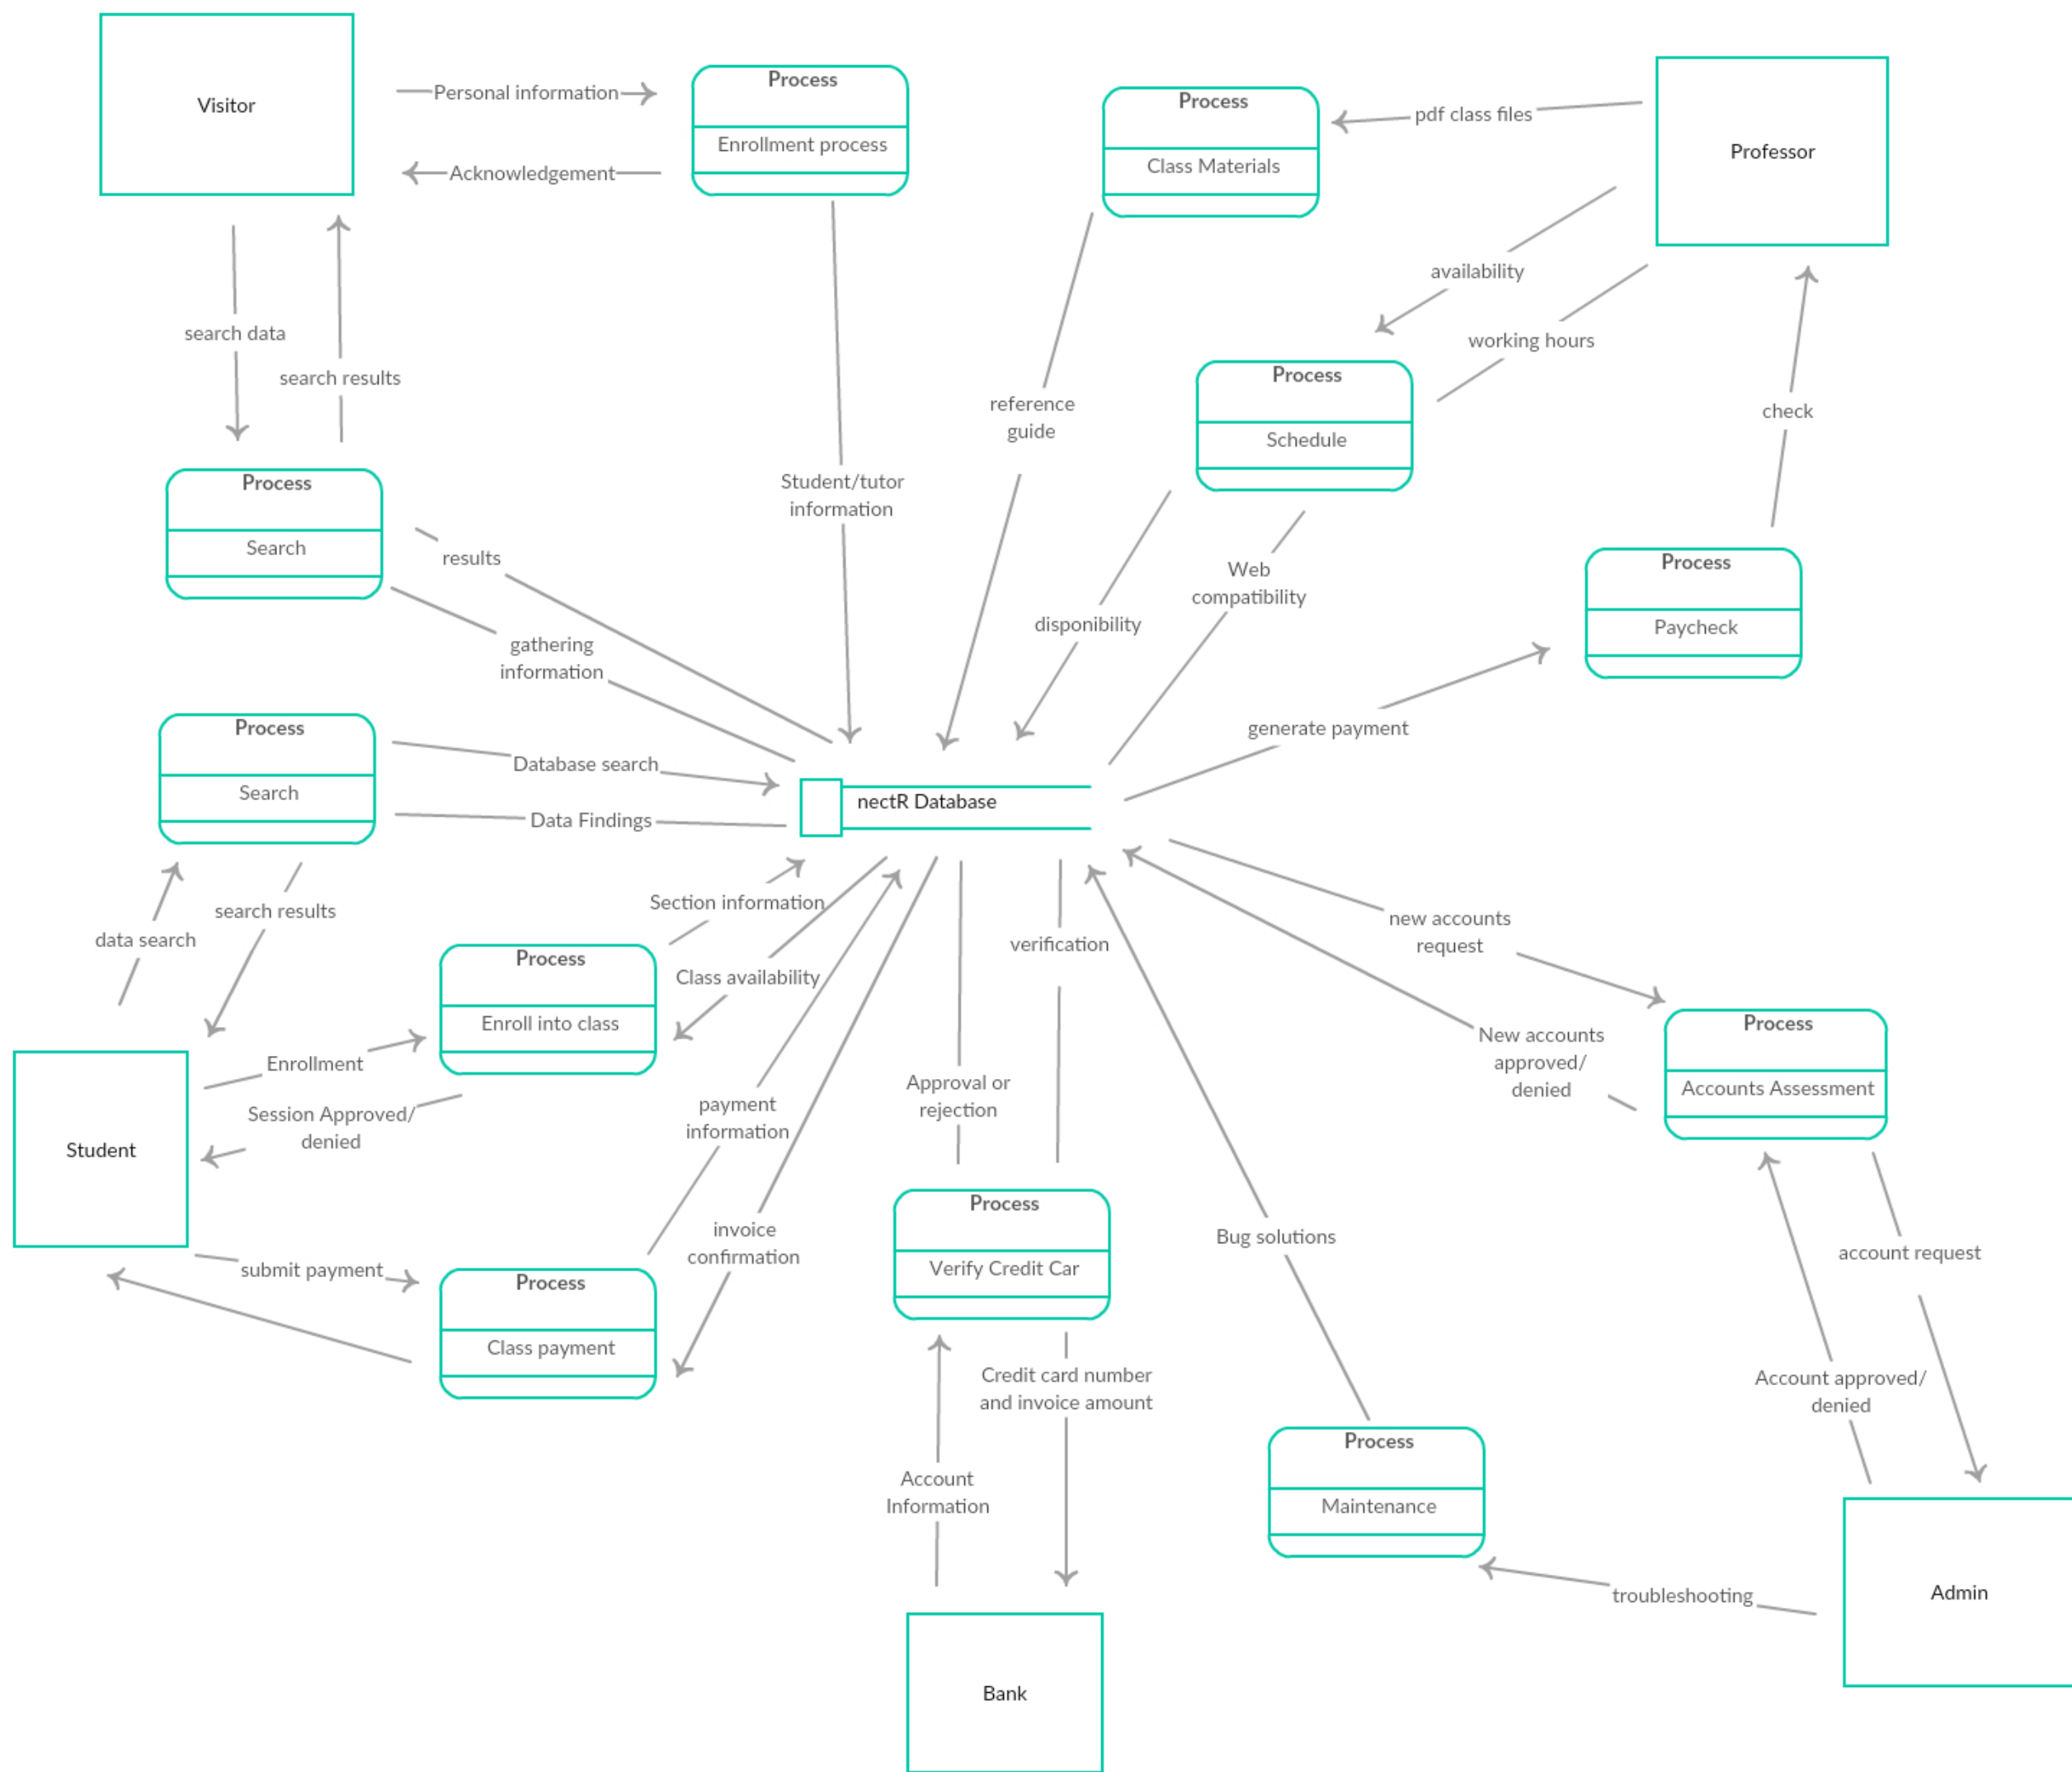 Visitor
Personal information
Acknowledgement
Process
Enrollment process
Process
Class Materials
pdf class files
Professor
availability
working hours
search data
search results
Process
Schedule
check
reference
guide
Student/tutor
information
Process
Search
results
gathering
information
Web
compatibility
disponibility
Process
Paycheck
generate payment
Process
Search
Database search
Data Findings
nectR Database
data search
search results
Section information
Class availability
verification
new accounts
request
New accounts
approved/
denied
Process
Enroll into class
Enrollment
Session Approved/
denied
Student
payment
information
Approval or
rejection
Process
Accounts Assessment
submit payment
Process
Class payment
invoice
confirmation
Process
Verify Credit Car
Bug solutions
account request
Account approved/
denied
Credit card number
and invoice amount
Account
Information
Process
Maintenance
troubleshooting
Admin
Bank